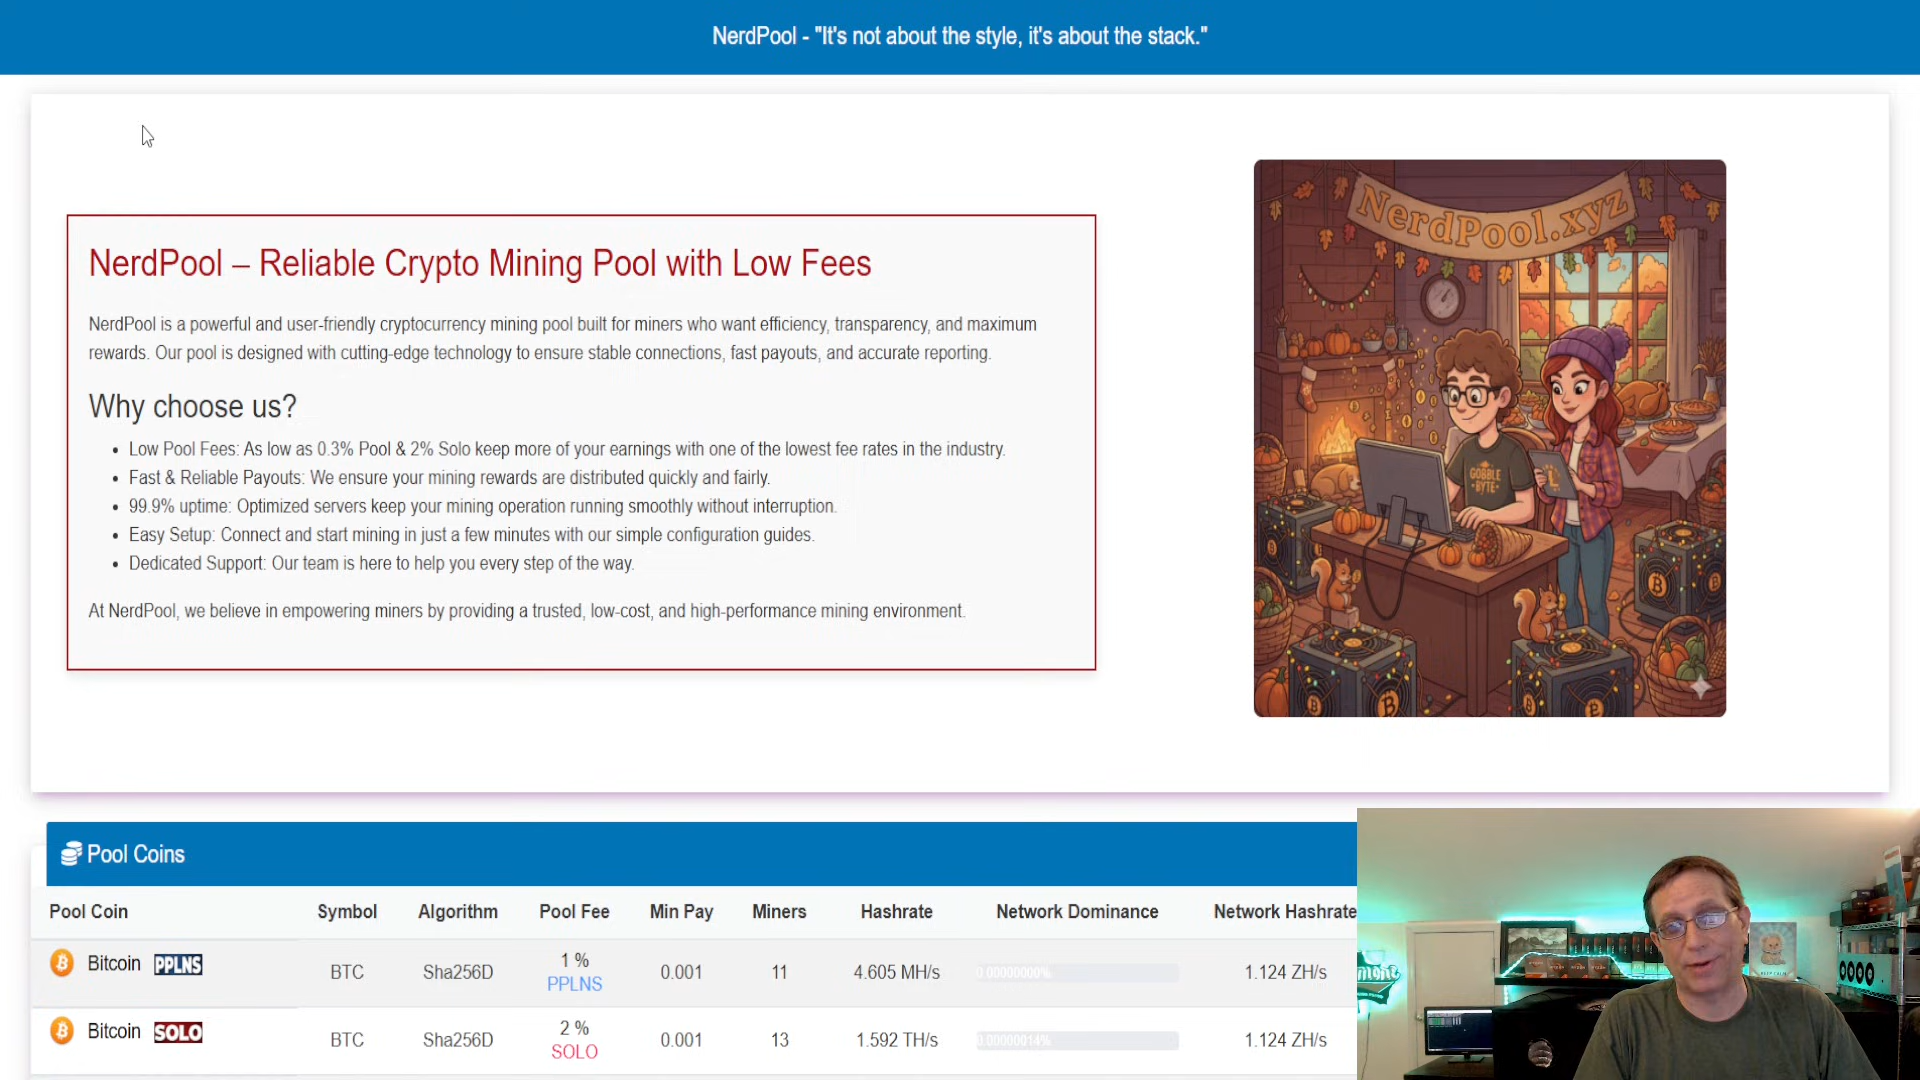 NerdPool - "It's not about the style, it's about the stack."
NerdPool – Reliable Crypto Mining Pool with Low Fees
NerdPool is a powerful and user-friendly cryptocurrency mining pool built for miners who want efficiency, transparency, and maximum
rewards. Our pool is designed with cutting-edge technology to ensure stable connections, fast payouts, and accurate reporting.
Why choose us?
Low Pool Fees: As low as 0.3% Pool & 2% Solo keep more of your earnings with one of the lowest fee rates in the industry.
Fast & Reliable Payouts: We ensure your mining rewards are distributed quickly and fairly.
99.9% uptime: Optimized servers keep your mining operation running smoothly without interruption.
Easy Setup: Connect and start mining in just a few minutes with our simple configuration guides.
Dedicated Support: Our team is here to help you every step of the way.
At NerdPool, we believe in empowering miners by providing a trusted, low-cost, and high-performance mining environment.
NerdPool.xyz
GOBBLE
BYTE
Pool Coins
Pool Coin Symbol Algorithm Pool Fee Min Pay Miners Hashrate Network Dominance Network Hashrate
Bitcoin PPLNS BTC Sha256D 1 % PPLNS 0.001 11 4.605 MH/s 0.00000000% 1.124 ZH/s
Bitcoin SOLO BTC Sha256D 2 % SOLO 0.001 13 1.592 TH/s 0.00000014% 1.124 ZH/s